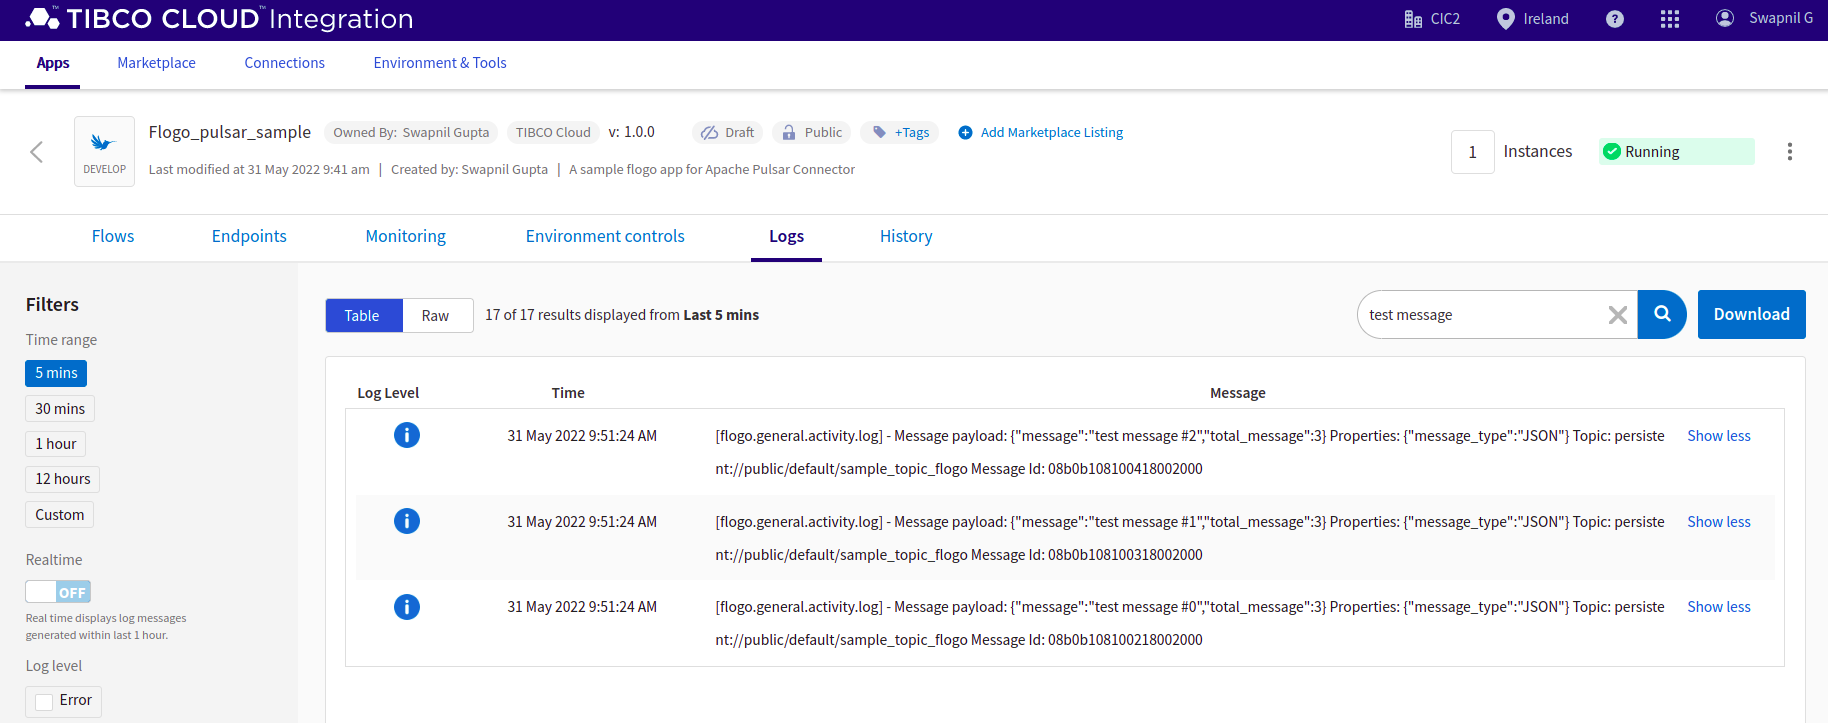 TIBCO CLOUD™ Integration
CIC2
Ireland
?
Swapnil G
Apps
Marketplace
Connections
Environment & Tools
DEVELOP
Flogo_pulsar_sample
Owned By: Swapnil Gupta
TIBCO Cloud
v: 1.0.0
Draft
Public
+Tags
Add Marketplace Listing
Last modified at 31 May 2022 9:41 am | Created by: Swapnil Gupta | A sample flogo app for Apache Pulsar Connector
1
Instances
Running
Flows
Endpoints
Monitoring
Environment controls
Logs
History
Filters
Time range
5 mins
30 mins
1 hour
12 hours
Custom
Realtime
OFF
Real time displays log messages
generated within last 1 hour.
Log level
Error
Table
Raw
17 of 17 results displayed from Last 5 mins
test message
Download
Log Level
Time
Message
31 May 2022 9:51:24 AM
[flogo.general.activity.log] - Message payload: {"message":"test message #2","total_message":3} Properties: {"message_type":"JSON"} Topic: persiste
nt://public/default/sample_topic_flogo Message Id: 08b0b108100418002000
Show less
31 May 2022 9:51:24 AM
[flogo.general.activity.log] - Message payload: {"message":"test message #1","total_message":3} Properties: {"message_type":"JSON"} Topic: persiste
nt://public/default/sample_topic_flogo Message Id: 08b0b108100318002000
Show less
31 May 2022 9:51:24 AM
[flogo.general.activity.log] - Message payload: {"message":"test message #0","total_message":3} Properties: {"message_type":"JSON"} Topic: persiste
nt://public/default/sample_topic_flogo Message Id: 08b0b108100218002000
Show less